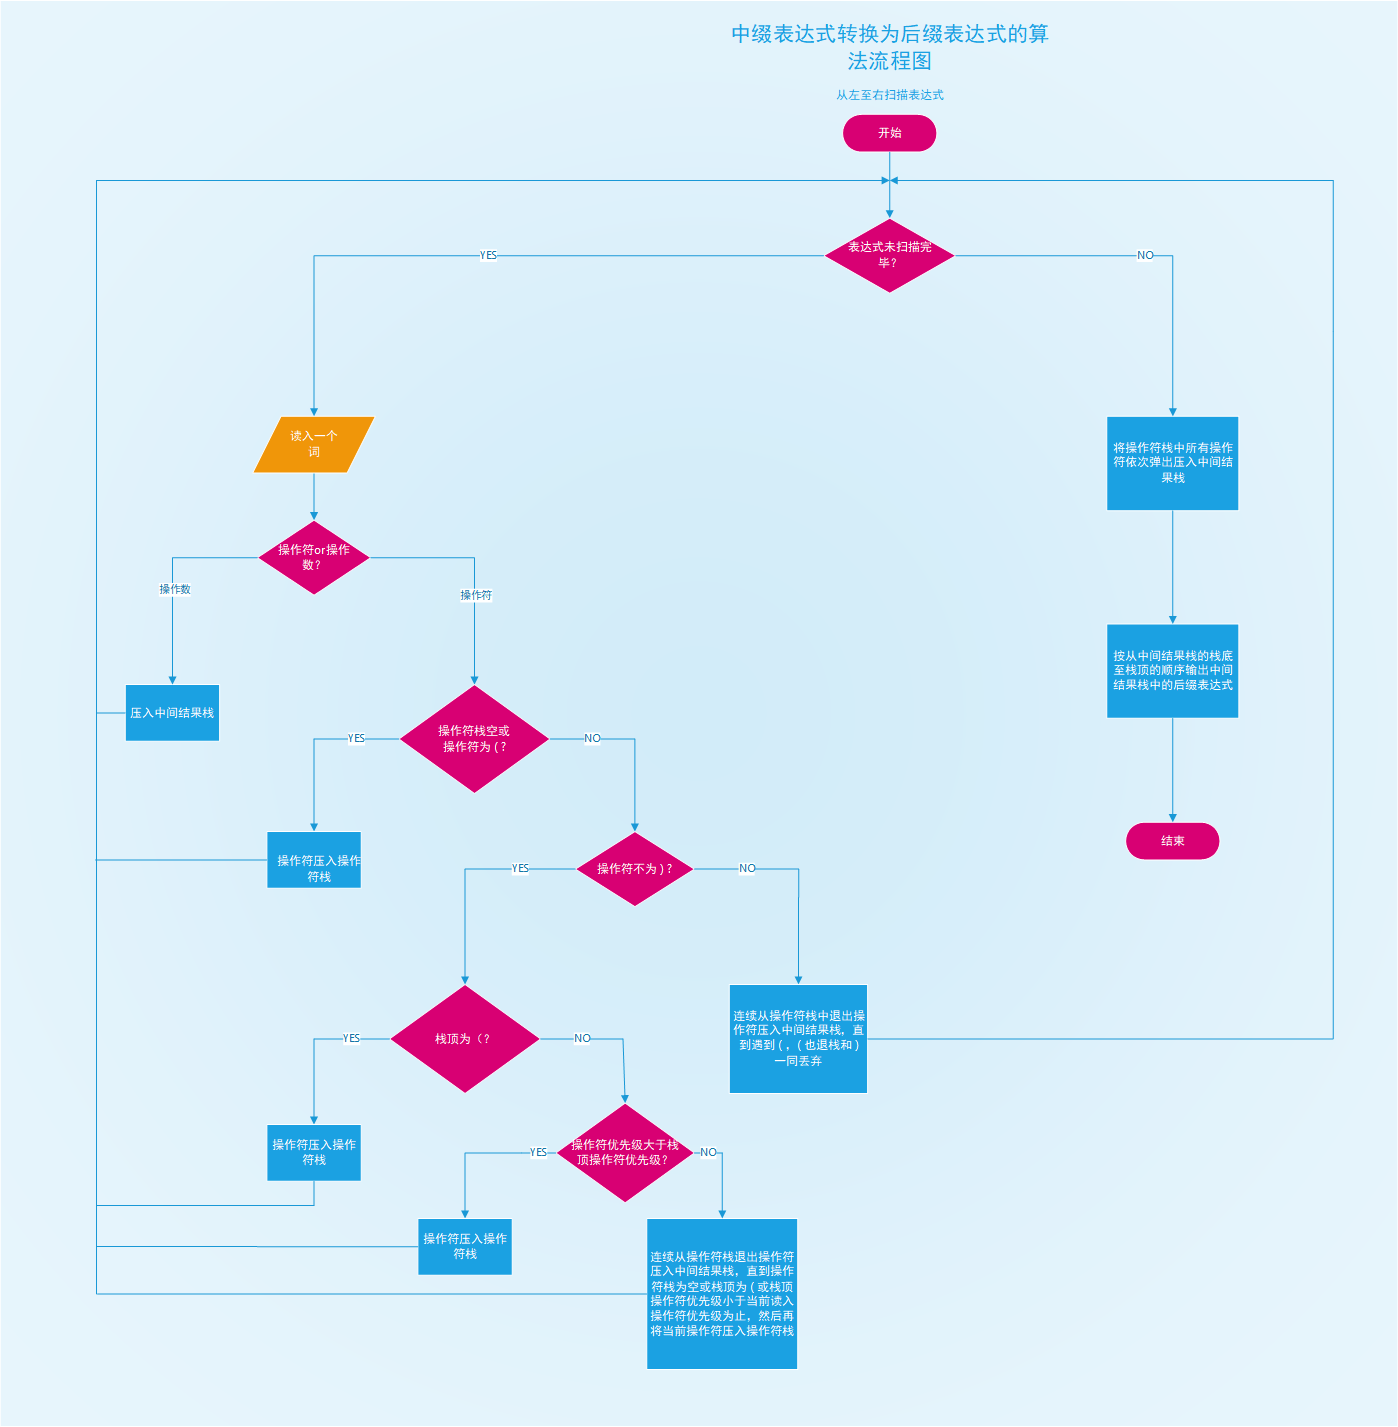 中缀表达式转换为后缀表达式的算
法流程图
从左至右扫描表达式
开始
表达式未扫描完
毕？
YES
NO
读入一个
词
将操作符栈中所有操作
符依次弹出压入中间结
果栈
操作符or操作
数？
操作数
操作符
按从中间结果栈的栈底
至栈顶的顺序输出中间
结果栈中的后缀表达式
压入中间结果栈
操作符栈空或
操作符为 ( ?
YES
NO
操作符压入操作
符栈
结束
操作符不为 ) ?
YES
NO
连续从操作符栈中退出操
作符压入中间结果栈，直
到遇到 ( ，( 也退栈和 )
一同丢弃
栈顶为（?
YES
NO
操作符压入操作
符栈
操作符优先级大于栈
顶操作符优先级？
YES
NO
操作符压入操作
符栈
连续从操作符栈退出操作符
压入中间结果栈，直到操作
符栈为空或栈顶为 ( 或栈顶
操作符优先级小于当前读入
操作符优先级为止，然后再
将当前操作符压入操作符栈